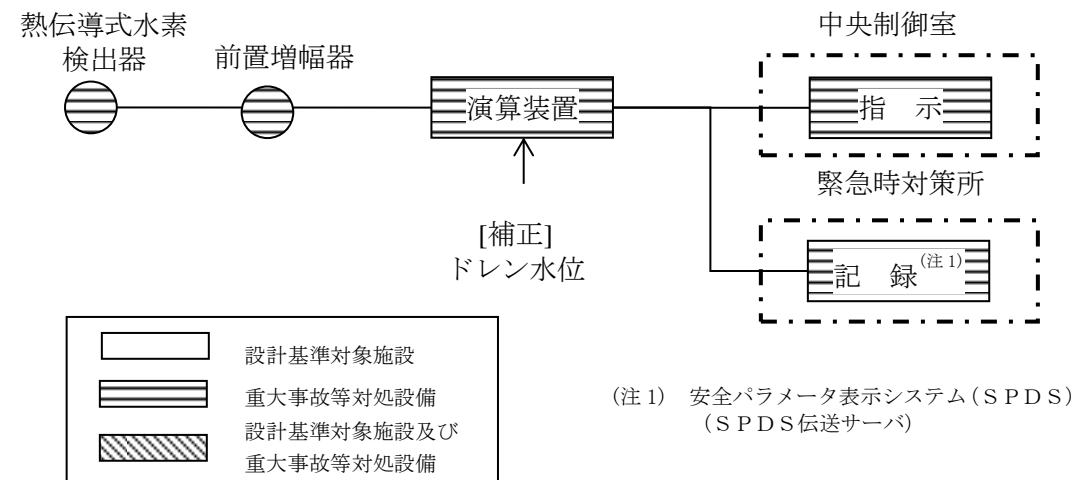 熱伝導式水素
検出器
前置増幅器
演算装置
[補正]
ドレン水位
中央制御室
指　示
緊急時対策所
記　録(注 1)
設計基準対象施設
重大事故等対処設備
設計基準対象施設及び
重大事故等対処設備
(注 1)　安全パラメータ表示システム(ＳＰＤＳ)
(ＳＰＤＳ伝送サーバ)